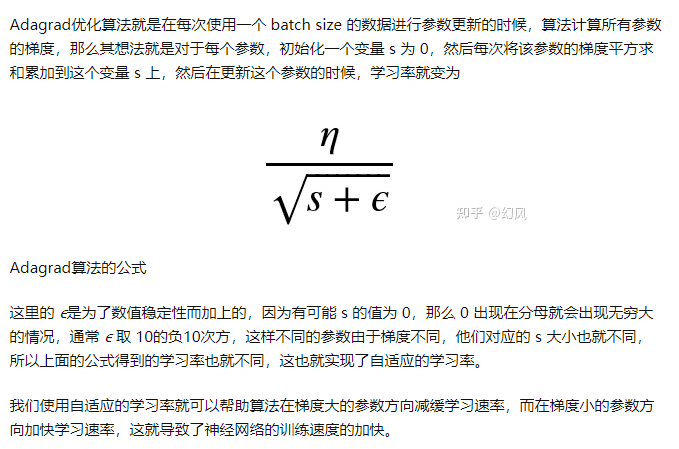 Adagrad优化算法就是在每次使用一个 batch size 的数据进行参数更新的时候，算法计算所有参数
的梯度，那么其想法就是对于每个参数，初始化一个变量 s 为 0，然后每次将该参数的梯度平方求
和累加到这个变量 s 上，然后在更新这个参数的时候，学习率就变为
η
√s + ϵ
知乎 @幻风
Adagrad算法的公式
这里的 ϵ是为了数值稳定性而加上的，因为有可能 s 的值为 0，那么 0 出现在分母就会出现无穷大
的情况，通常 ϵ 取 10的负10次方，这样不同的参数由于梯度不同，他们对应的 s 大小也就不同，
所以上面的公式得到的学习率也就不同，这也就实现了自适应的学习率。
我们使用自适应的学习率就可以帮助算法在梯度大的参数方向减缓学习速率，而在梯度小的参数方
向加快学习速率，这就导致了神经网络的训练速度的加快。